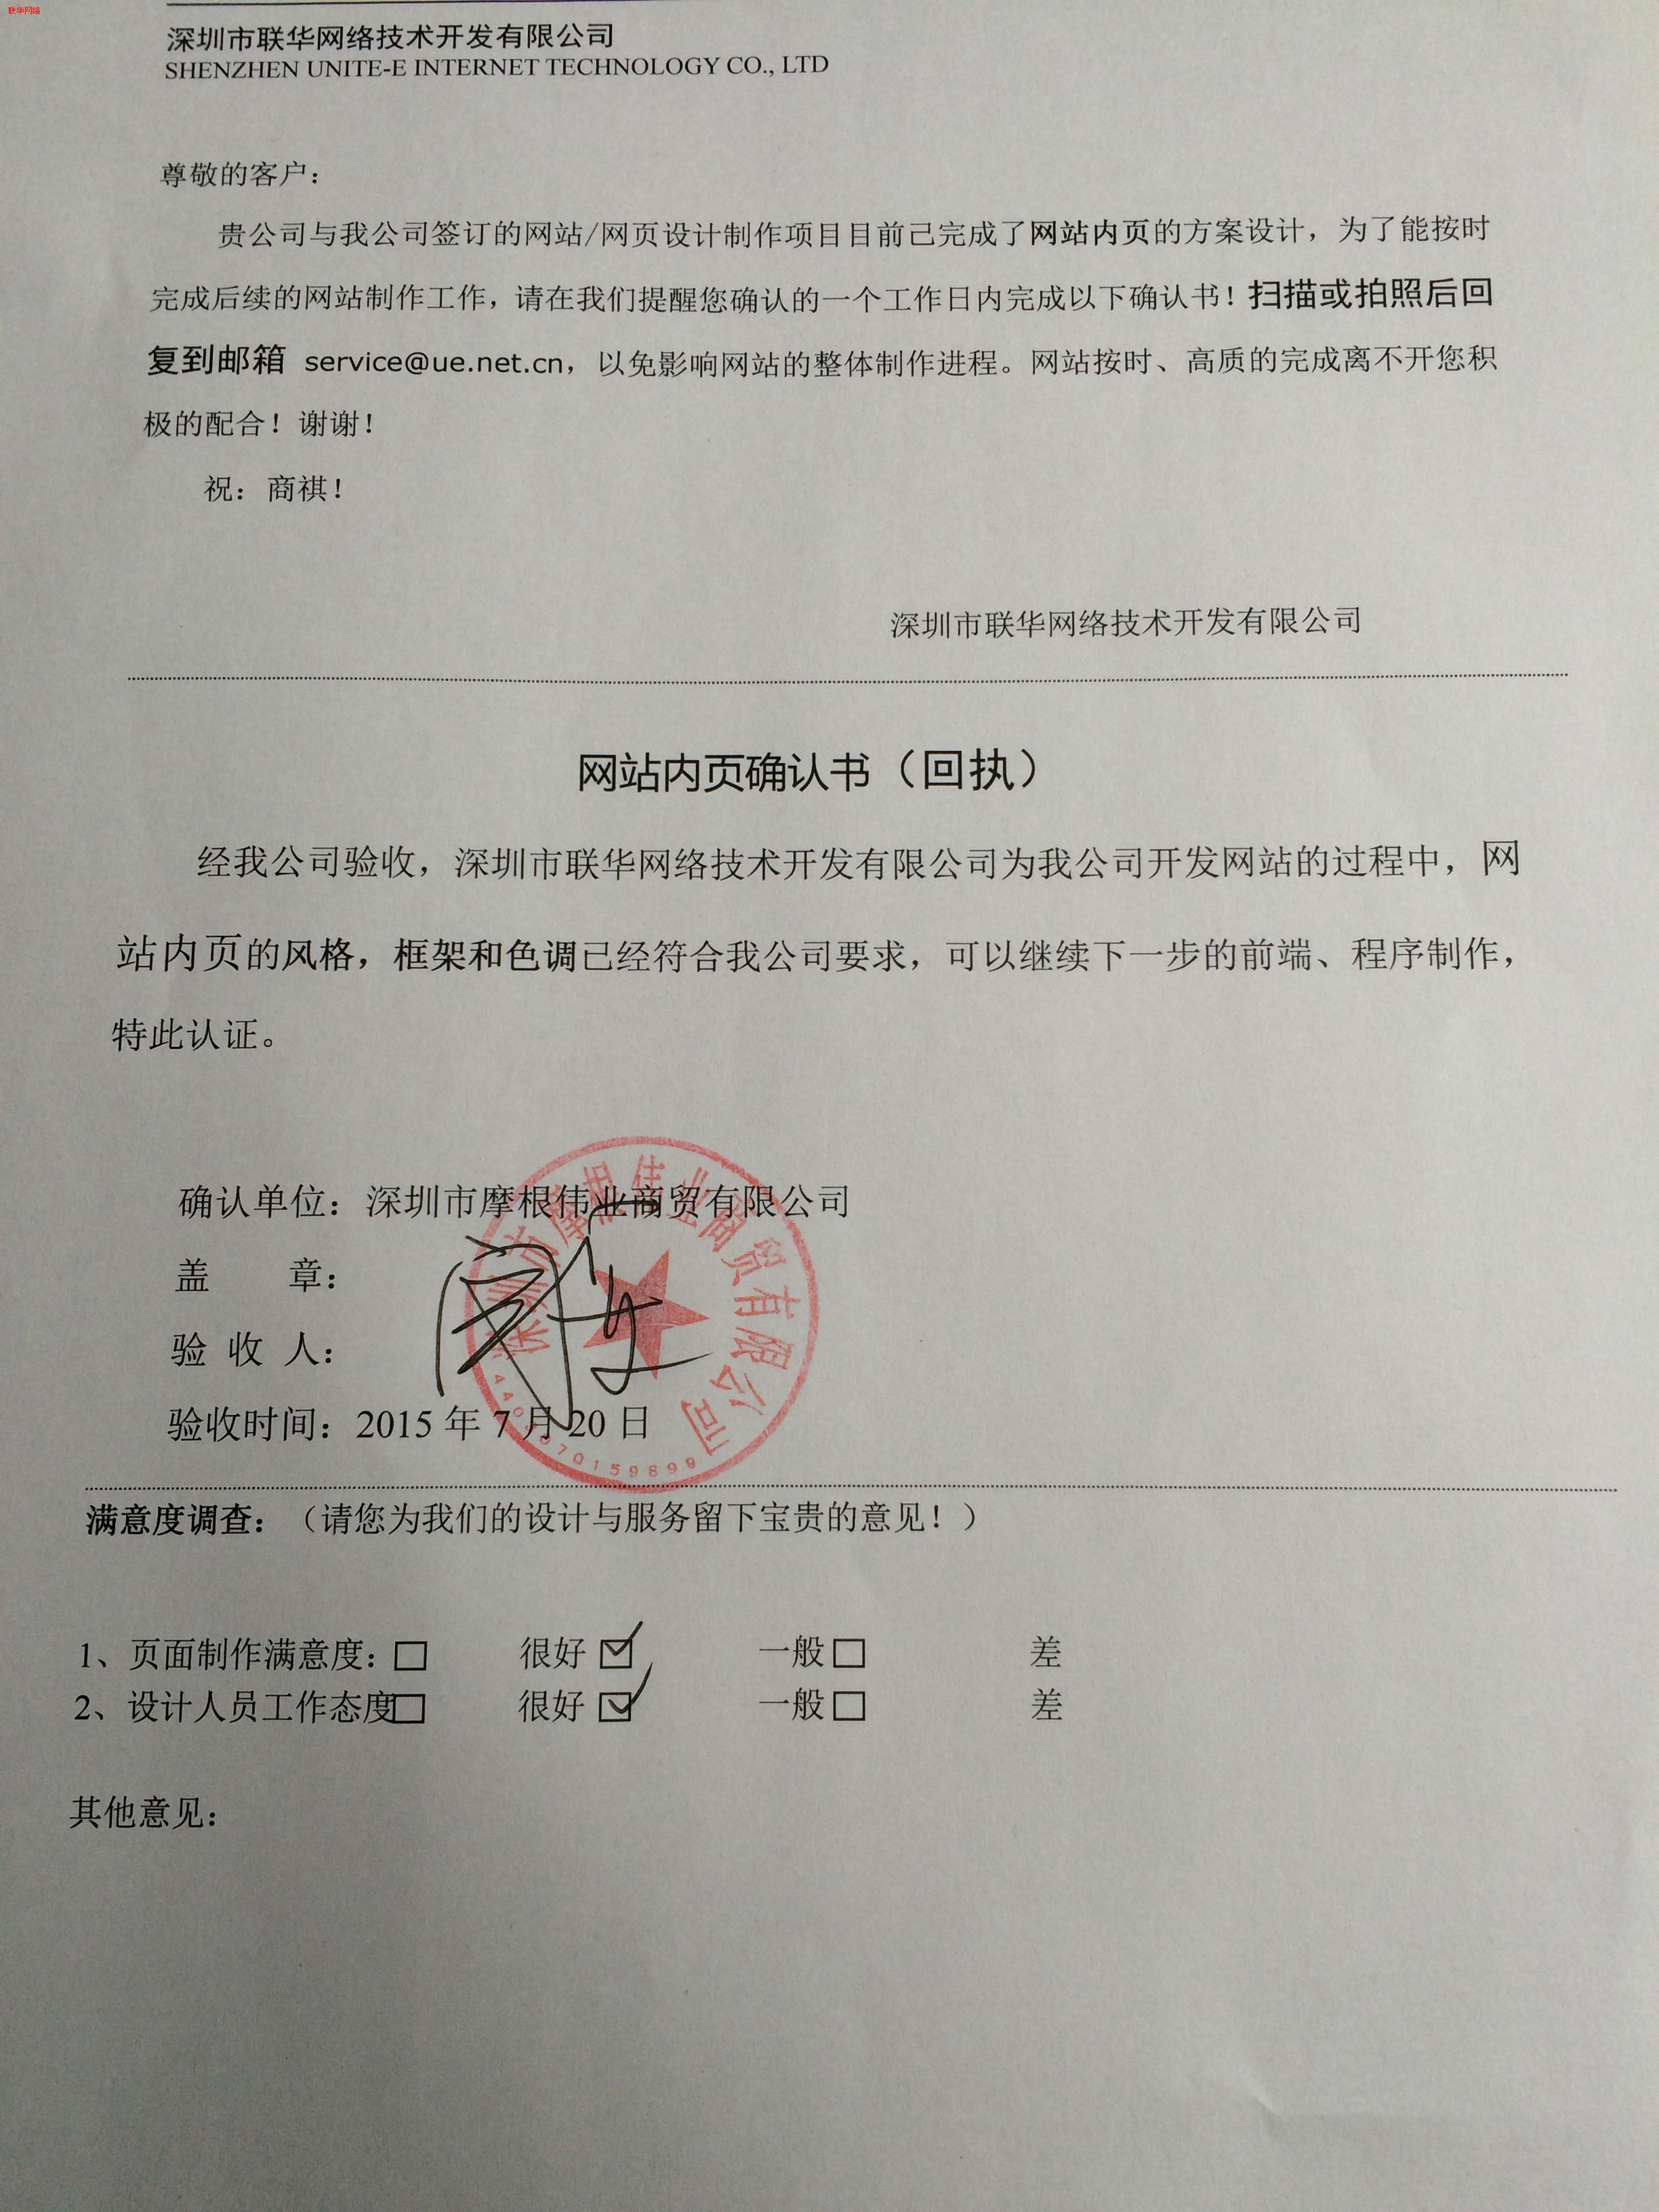 联华网络
深圳市联华网络技术开发有限公司
SHENZHEN UNITE-E INTERNET TECHNOLOGY CO., LTD
尊敬的客户：
贵公司与我公司签订的网站/网页设计制作项目目前己完成了网站内页的方案设计，为了能按时
完成后续的网站制作工作，请在我们提醒您确认的一个工作日内完成以下确认书！扫描或拍照后回
复到邮箱 service@ue.net.cn，以免影响网站的整体制作进程。网站按时、高质的完成离不开您积
极的配合！谢谢！
祝：商祺！
深圳市联华网络技术开发有限公司
网站内页确认书（回执）
经我公司验收，深圳市联华网络技术开发有限公司为我公司开发网站的过程中，网
站内页的风格，框架和色调已经符合我公司要求，可以继续下一步的前端、程序制作，
特此认证。
确认单位：深圳市摩根伟业商贸有限公司
盖 章：
验 收 人：
验收时间：2015 年 7 月 20 日
深圳市摩根伟业商贸有限公司
满意度调查：（请您为我们的设计与服务留下宝贵的意见！）
1、页面制作满意度：□ 很好 ☑ 一般 □ 差
2、设计人员工作态度□ 很好 ☑ 一般 □ 差
其他意见：